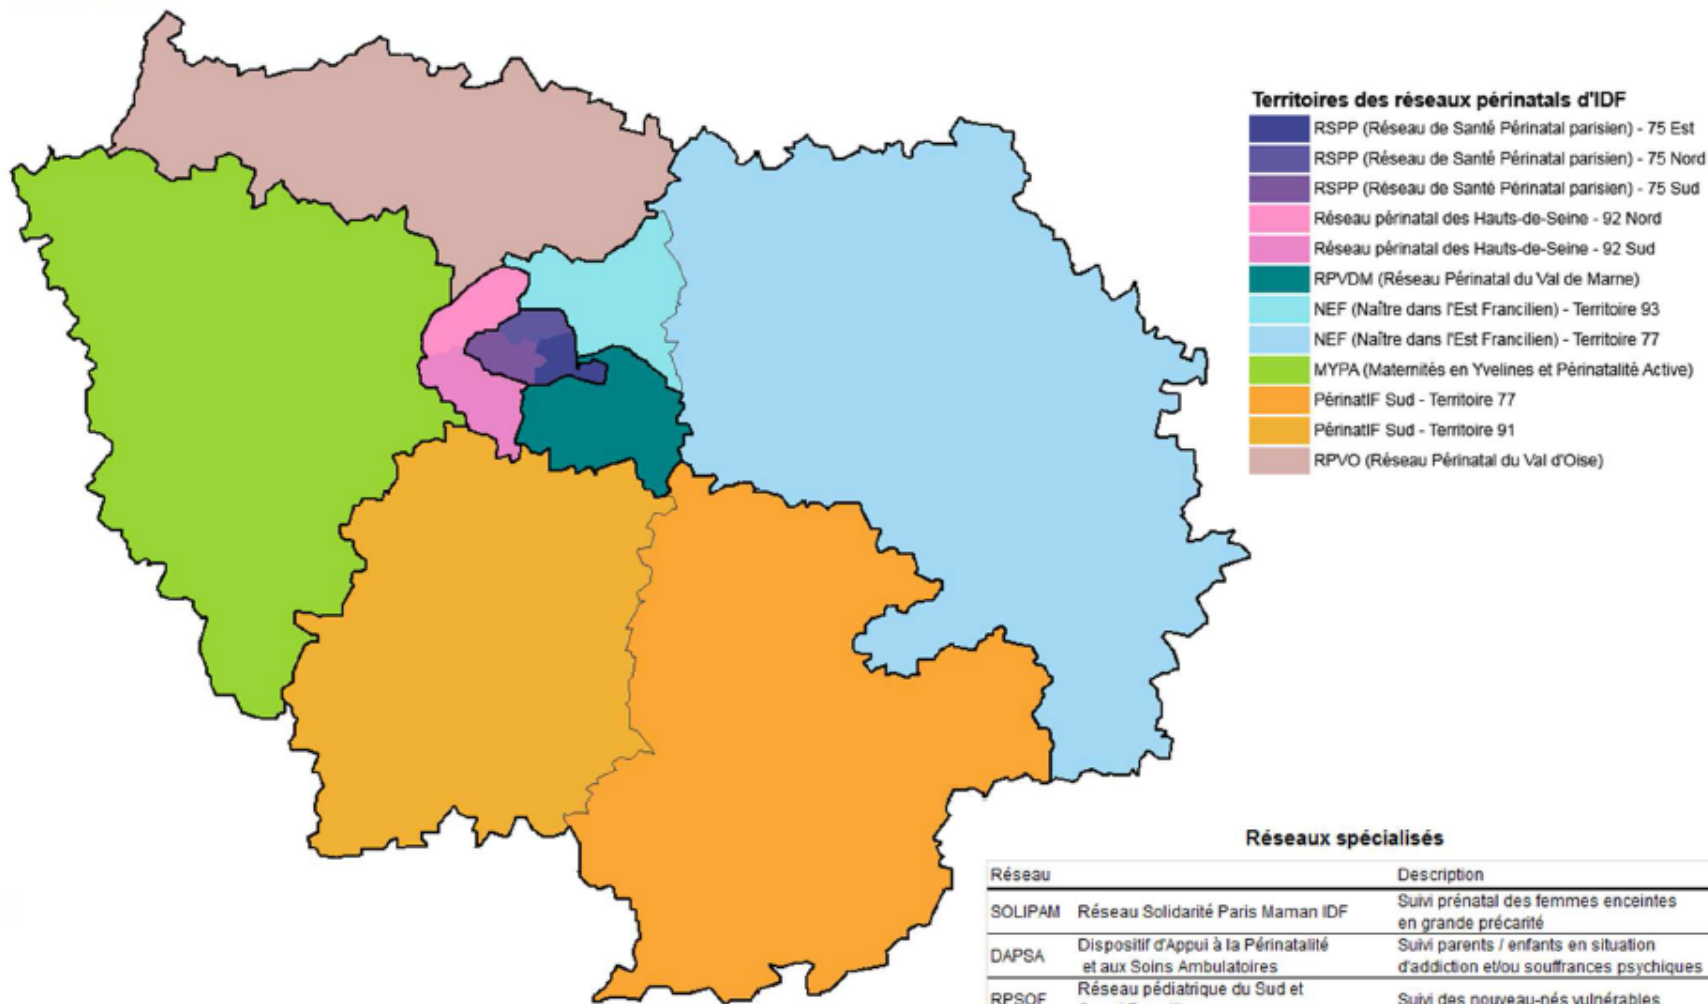 Territoires des réseaux périnatals d'IDF
RSPP (Réseau de Santé Périnatal parisien) - 75 Est
RSPP (Réseau de Santé Périnatal parisien) - 75 Nord
RSPP (Réseau de Santé Périnatal parisien) - 75 Sud
Réseau périnatal des Hauts-de-Seine - 92 Nord
Réseau périnatal des Hauts-de-Seine - 92 Sud
RPVDM (Réseau Périnatal du Val de Marne)
NEF (Naître dans l'Est Francilien) - Territoire 93
NEF (Naître dans l'Est Francilien) - Territoire 77
MYPA (Maternités en Yvelines et Périnatalité Active)
PérinatIF Sud - Territoire 77
PérinatIF Sud - Territoire 91
RPVO (Réseau Périnatal du Val d'Oise)
Réseaux spécialisés
Réseau Description
SOLIPAM Réseau Solidarité Paris Maman IDF Suivi prénatal des femmes enceintes
en grande précarité
DAPSA Dispositif d'Appui à la Périnatalité et aux Soins Ambulatoires Suivi parents / enfants en situation
d'addiction et/ou souffrances psychiques
RPSOF Réseau pédiatrique du Sud et Suivi des nouveau-nés vulnérables